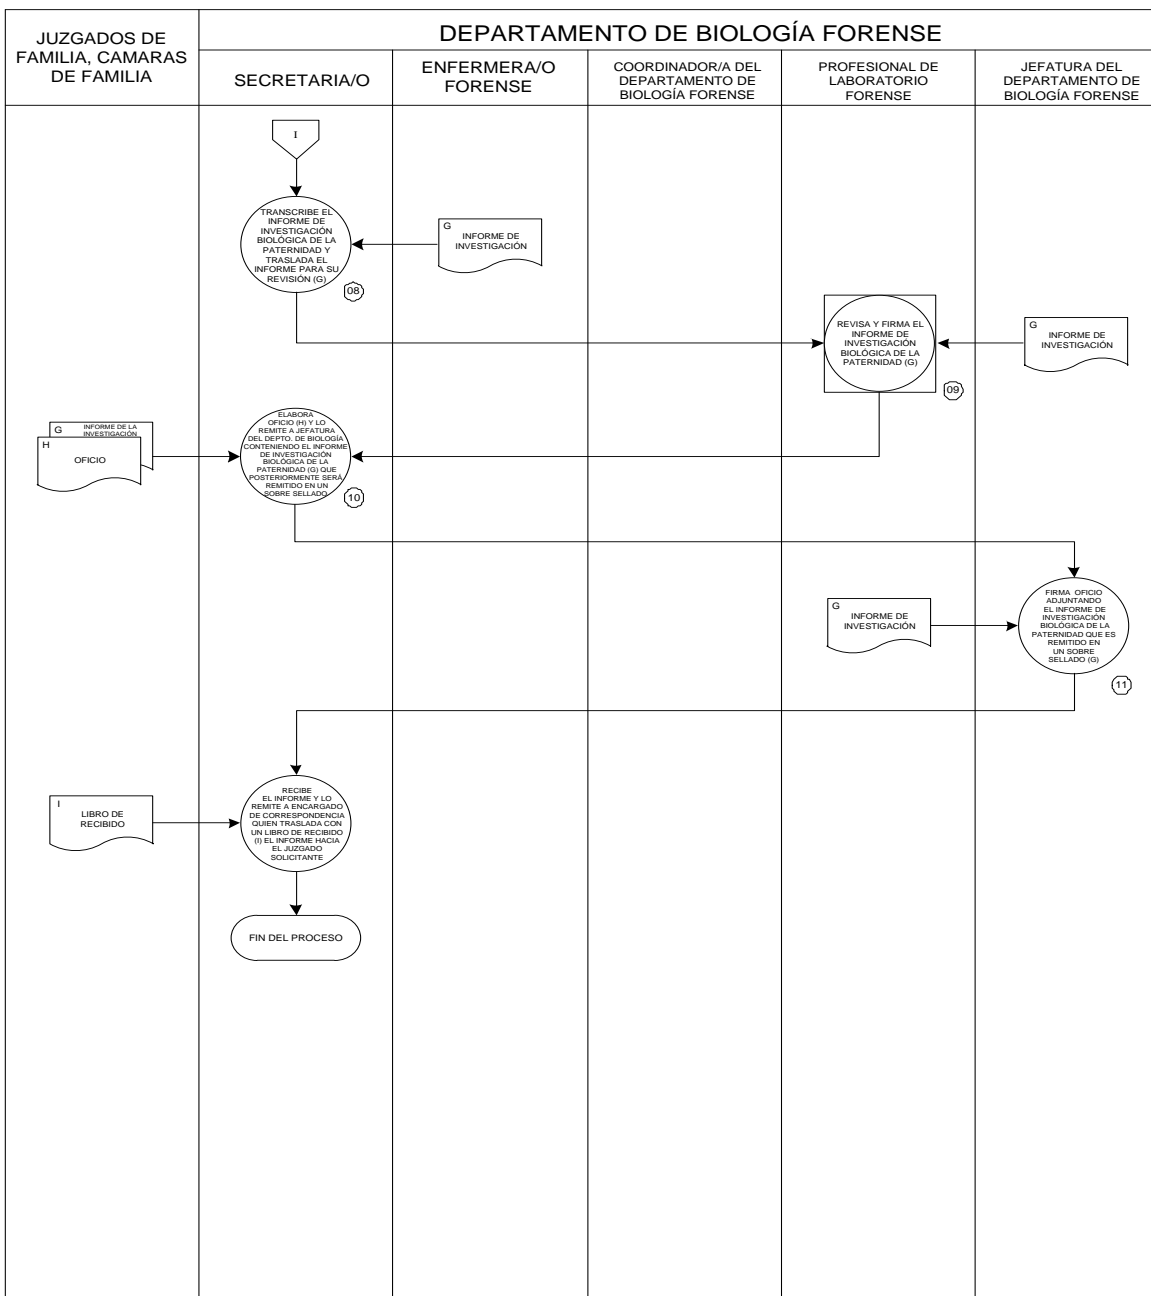 JUZGADOS DE
FAMILIA, CAMARAS
DE FAMILIA
DEPARTAMENTO DE BIOLOGÍA FORENSE
SECRETARIA/O
ENFERMERA/O
FORENSE
COORDINADOR/A DEL
DEPARTAMENTO DE
BIOLOGÍA FORENSE
PROFESIONAL DE
LABORATORIO
FORENSE
JEFATURA DEL
DEPARTAMENTO DE
BIOLOGÍA FORENSE
I
TRANSCRIBE EL
INFORME DE
INVESTIGACIÓN
BIOLÓGICA DE LA
PATERNIDAD Y
TRASLADA EL
INFORME PARA SU
REVISIÓN (G)
08
G
INFORME DE
INVESTIGACIÓN
REVISA Y FIRMA EL
INFORME DE
INVESTIGACIÓN
BIOLÓGICA DE LA
PATERNIDAD (G)
09
G
INFORME DE
INVESTIGACIÓN
G
INFORME DE LA
INVESTIGACIÓN
H
OFICIO
ELABORA
OFICIO (H) Y LO
REMITE A JEFATURA
DEL DEPTO. DE BIOLOGÍA
CONTENIENDO EL INFORME
DE INVESTIGACIÓN
BIOLÓGICA DE LA
PATERNIDAD (G) QUE
POSTERIORMENTE SERÁ
REMITIDO EN UN
SOBRE SELLADO
10
G
INFORME DE
INVESTIGACIÓN
FIRMA OFICIO
ADJUNTANDO
EL INFORME DE
INVESTIGACIÓN
BIOLÓGICA DE LA
PATERNIDAD QUE ES
REMITIDO EN
UN SOBRE
SELLADO (G)
11
I
LIBRO DE
RECIBIDO
RECIBE
EL INFORME Y LO
REMITE A ENCARGADO
DE CORRESPONDENCIA
QUIEN TRASLADA CON
UN LIBRO DE RECIBIDO
(I) EL INFORME HACIA
EL JUZGADO
SOLICITANTE
FIN DEL PROCESO